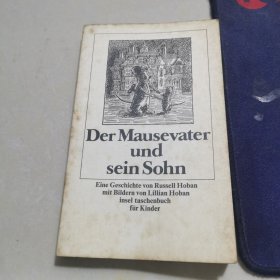 Der Mausevater
und
sein Sohn
Eine Geschichte von Russell Hoban
mit Bildern von Lillian Hoban
insel taschenbuch
für Kinder